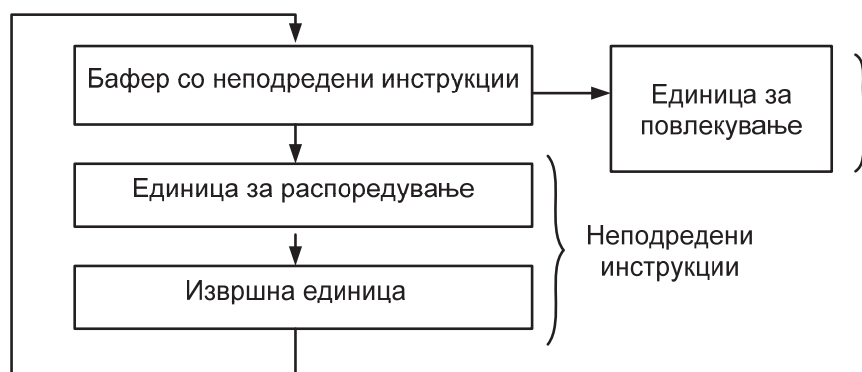 Бафер со неподредени инструкции
Единица за
повлекување
Единица за распоредување
Неподредени
инструкции
Извршна единица